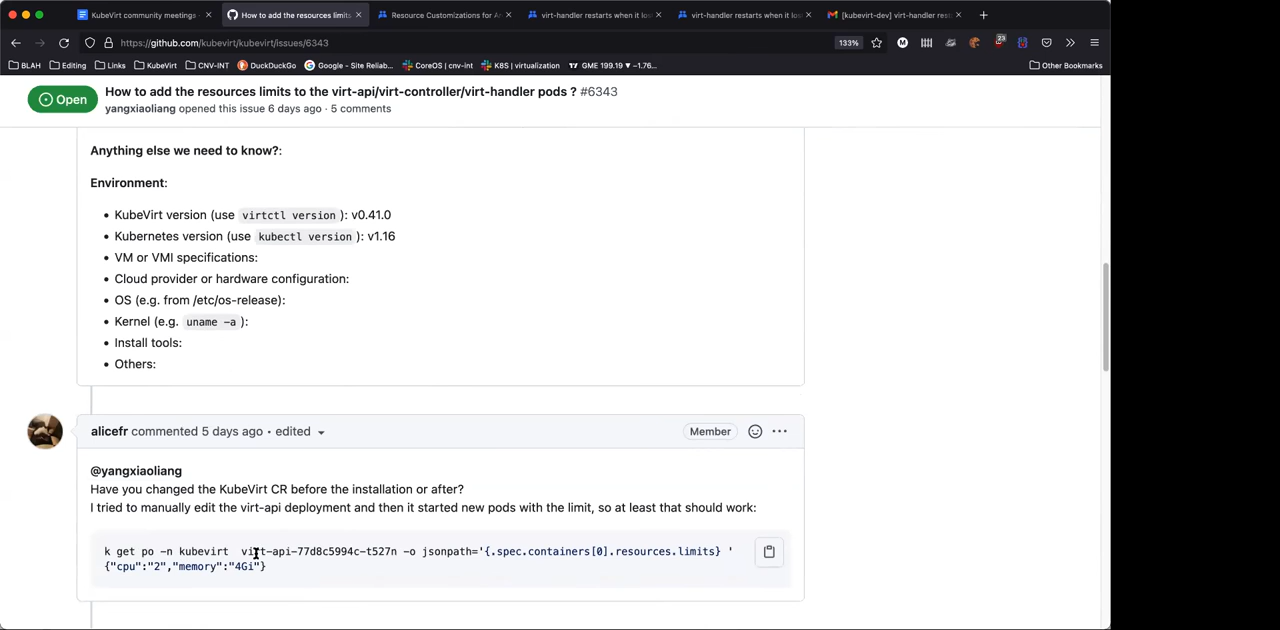 KubeVirt community meetings -
How to add the resources limits
Resource Customizations for Ar
virt-handler restarts when it los
virt-handler restarts when it lo
[kubevirt-dev] virt-handler rest
https://github.com/kubevirt/kubevirt/issues/6343
133%
23
BLAH
Editing
Links
KubeVirt
CNV-INT
DuckDuckGo
Google - Site Reliab...
CoreOS | cnv-int
K8S | virtualization
GME 199.19 ▼ −1.76...
Other Bookmarks
Open
How to add the resources limits to the virt-api/virt-controller/virt-handler pods ? #6343
yangxiaoliang opened this issue 6 days ago · 5 comments
Anything else we need to know?:
Environment:
• KubeVirt version (use virtctl version ): v0.41.0
• Kubernetes version (use kubectl version ): v1.16
• VM or VMI specifications:
• Cloud provider or hardware configuration:
• OS (e.g. from /etc/os-release):
• Kernel (e.g. uname -a ):
• Install tools:
• Others:
alicefr commented 5 days ago • edited
Member
@yangxiaoliang
Have you changed the KubeVirt CR before the installation or after?
I tried to manually edit the virt-api deployment and then it started new pods with the limit, so at least that should work:
k get po -n kubevirt  virt-api-77d8c5994c-t527n -o jsonpath='{.spec.containers[0].resources.limits} '
{"cpu":"2","memory":"4Gi"}